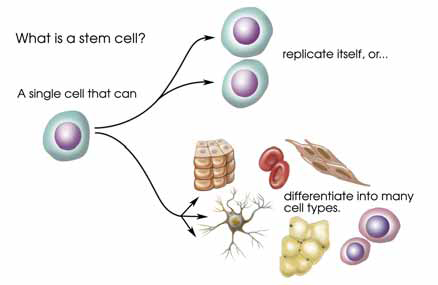 What is a stem cell?
A single cell that can
replicate itself, or...
differentiate into many
cell types.